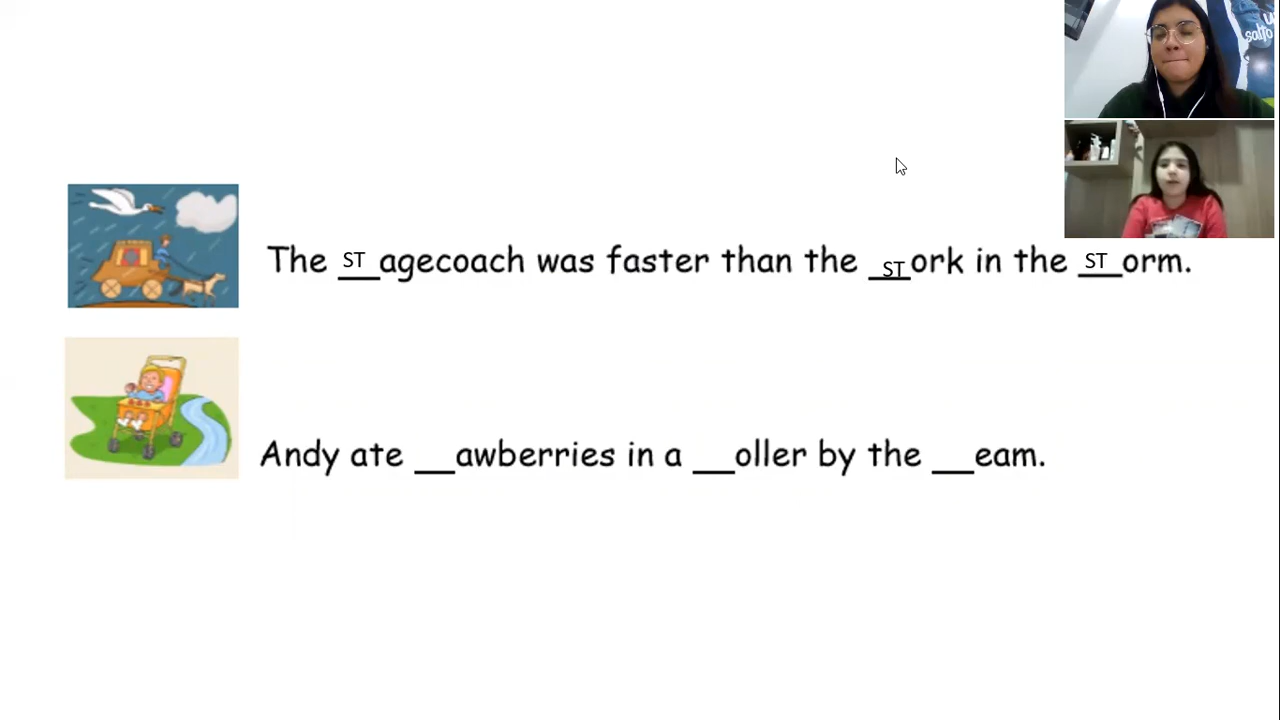 salto
The ST agecoach was faster than the ST ork in the ST orm.
Andy ate __awberries in a __oller by the __eam.